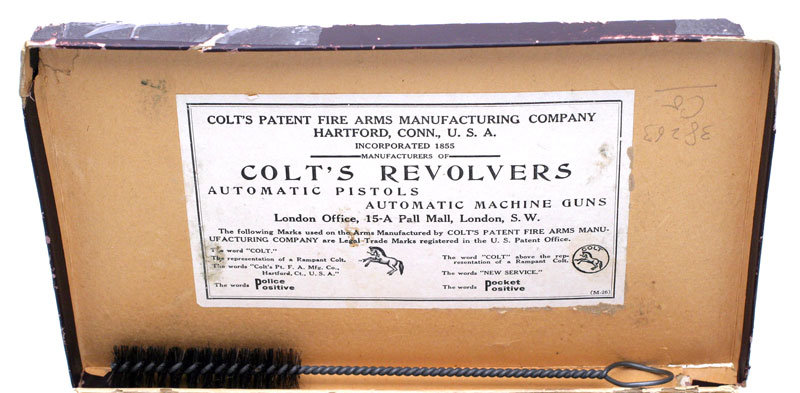 COLT'S PATENT FIRE ARMS MANUFACTURING COMPANY
HARTFORD, CONN., U. S. A.
INCORPORATED 1855
MANUFACTURERS OF
COLT'S REVOLVERS
AUTOMATIC PISTOLS
AUTOMATIC MACHINE GUNS
London Office, 15-A Pall Mall, London, S. W.
The following Marks used on the Arms Manufactured by COLT'S PATENT FIRE ARMS MANU-
FACTURING COMPANY are Legal Trade Marks registered in the U. S. Patent Office.
The word "COLT."
The representation of a Rampant Colt.
The words "Colt's Pt. F. A. Mfg. Co.,
Hartford, Ct., U. S. A."
The words Police Positive
The word "COLT" above the rep-
resentation of a Rampant Colt.
COLT
The words "NEW SERVICE."
The words Pocket Positive
(M-26)